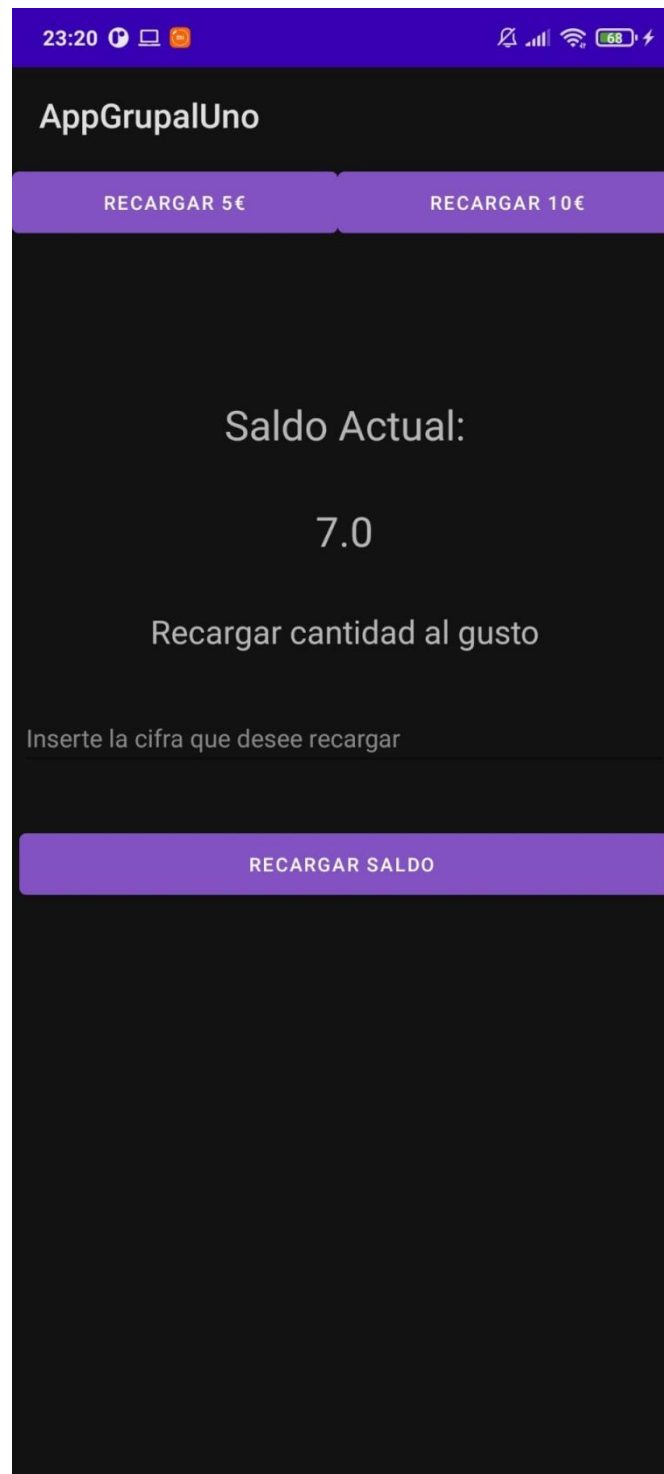 23:20 68
AppGrupalUno
RECARGAR 5€ RECARGAR 10€
Saldo Actual:
7.0
Recargar cantidad al gusto
Inserte la cifra que desee recargar
RECARGAR SALDO